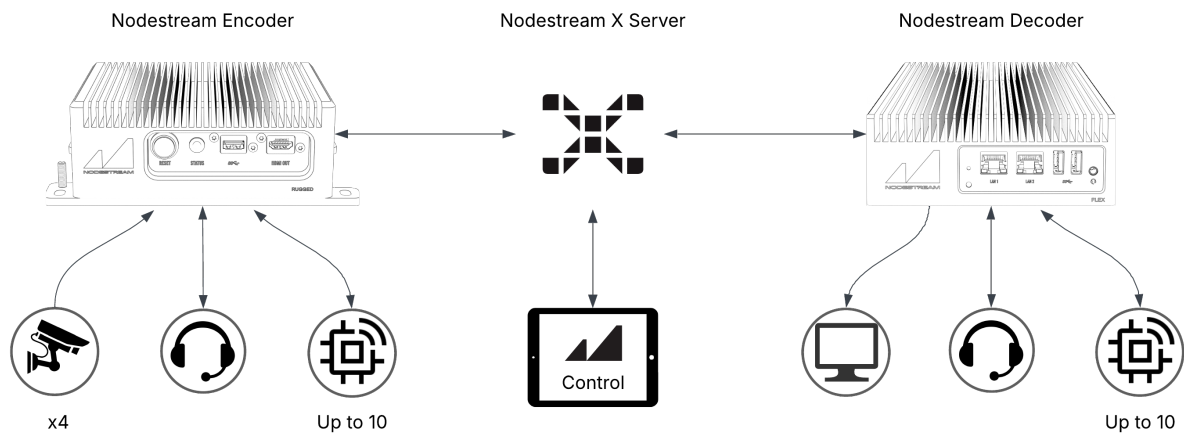 Nodestream Encoder
Nodestream X Server
Nodestream Decoder
RESET
STATUS
HDMI OUT
NODESTREAM
RUGGED
LAN 1
LAN 2
NODESTREAM
FLEX
Control
x4
Up to 10
Up to 10